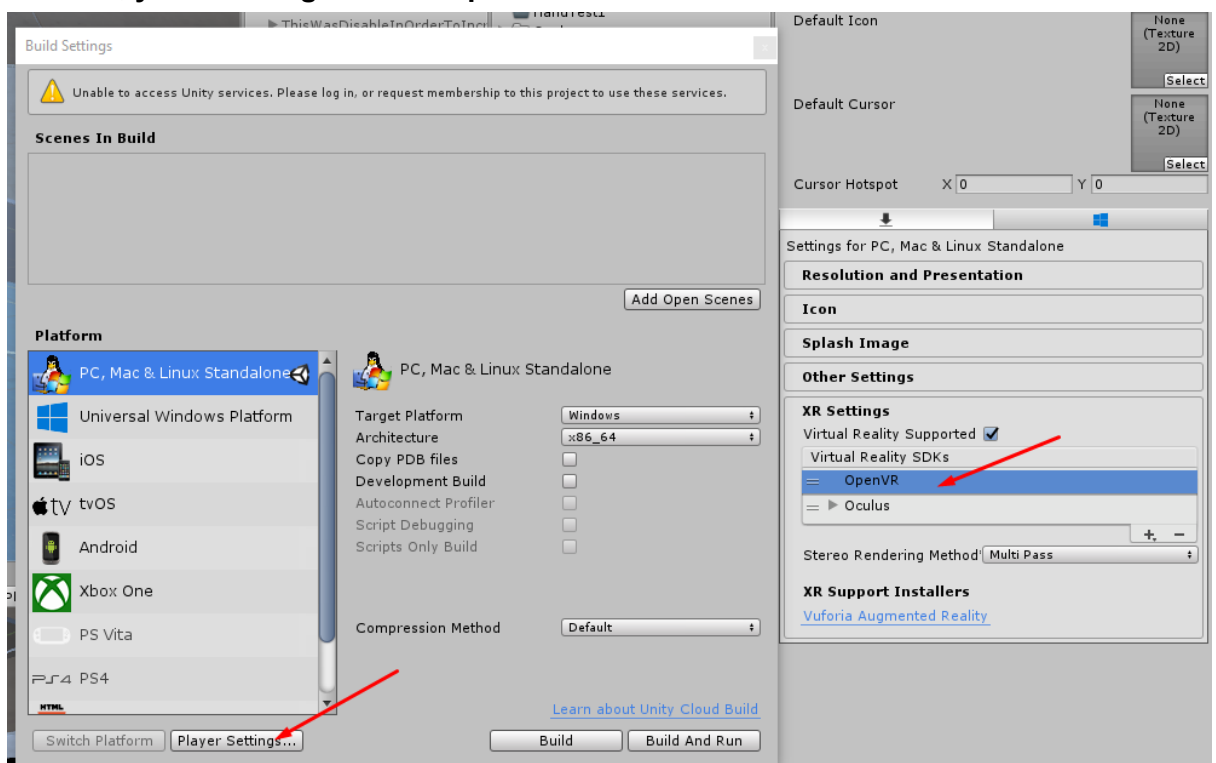 ThisWasDisableInOrderToIncl
HandTest1
Build Settings
Unable to access Unity services. Please log in, or request membership to this project to use these services.
Scenes In Build
Add Open Scenes
Platform
PC, Mac & Linux Standalone
Universal Windows Platform
iOS
tv tvOS
Android
Xbox One
PS Vita
PS4 PS4
HTML
Switch Platform
Player Settings...
PC, Mac & Linux Standalone
Target Platform Windows
Architecture x86_64
Copy PDB files
Development Build
Autoconnect Profiler
Script Debugging
Scripts Only Build
Compression Method Default
Learn about Unity Cloud Build
Build
Build And Run
Default Icon
None
(Texture
2D)
Select
Default Cursor
None
(Texture
2D)
Select
Cursor Hotspot X 0 Y 0
Settings for PC, Mac & Linux Standalone
Resolution and Presentation
Icon
Splash Image
Other Settings
XR Settings
Virtual Reality Supported
Virtual Reality SDKs
OpenVR
Oculus
Stereo Rendering Method* Multi Pass
XR Support Installers
Vuforia Augmented Reality